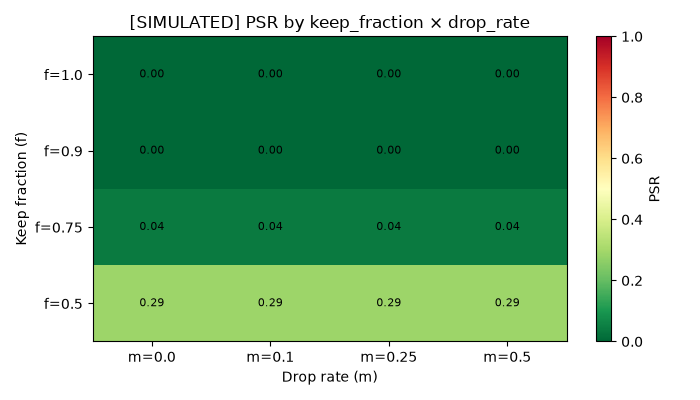 [SIMULATED] PSR by keep_fraction × drop_rate
Keep fraction (f)
f=1.0 0.00 0.00 0.00 0.00
f=0.9 0.00 0.00 0.00 0.00
f=0.75 0.04 0.04 0.04 0.04
f=0.5 0.29 0.29 0.29 0.29
m=0.0 m=0.1 m=0.25 m=0.5
Drop rate (m)
1.0
0.8
0.6
0.4
0.2
0.0
PSR